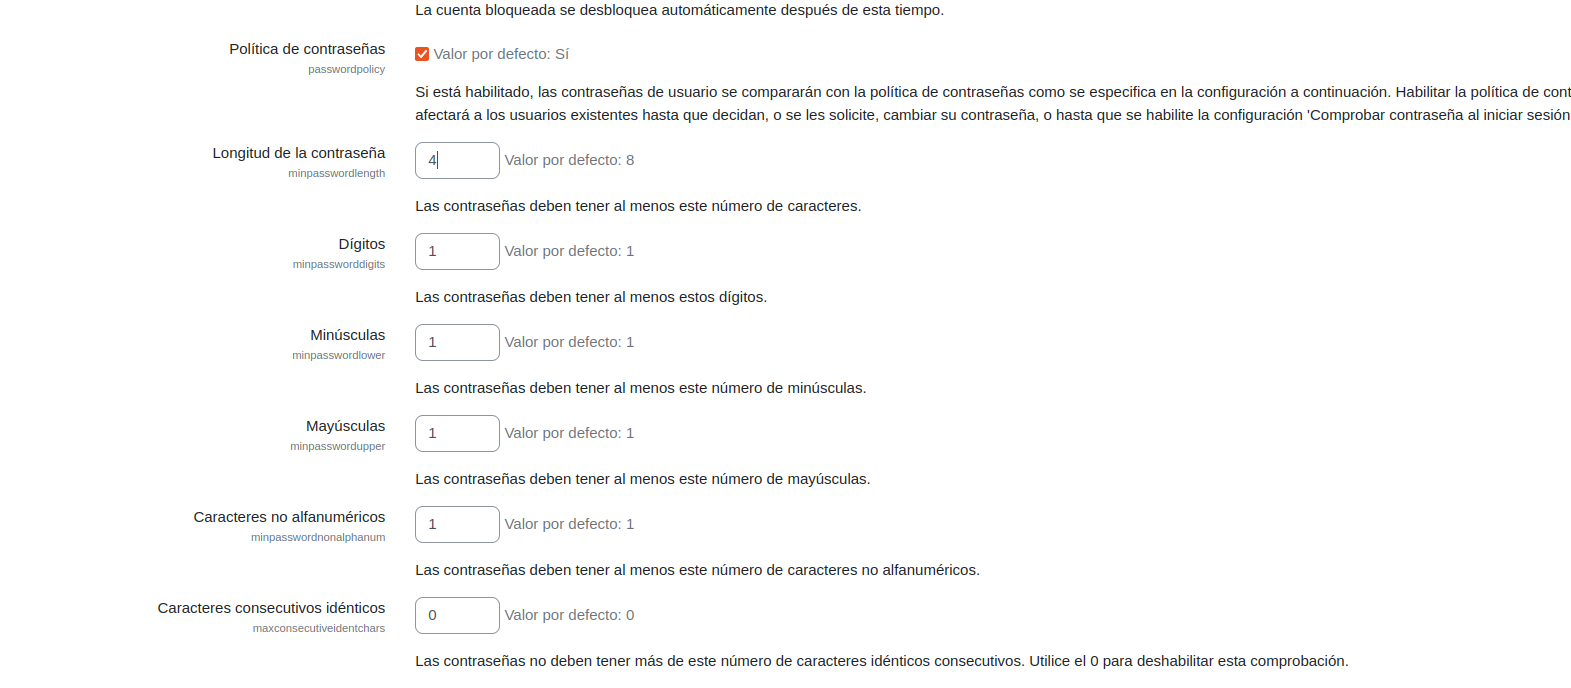 La cuenta bloqueada se desbloquea automáticamente después de esta tiempo.
Política de contraseñas
passwordpolicy
Valor por defecto: Sí
Si está habilitado, las contraseñas de usuario se compararán con la política de contraseñas como se especifica en la configuración a continuación. Habilitar la política de cont
afectará a los usuarios existentes hasta que decidan, o se les solicite, cambiar su contraseña, o hasta que se habilite la configuración 'Comprobar contraseña al iniciar sesión
Longitud de la contraseña
minpasswordlength
4 Valor por defecto: 8
Las contraseñas deben tener al menos este número de caracteres.
Dígitos
minpassworddigits
1 Valor por defecto: 1
Las contraseñas deben tener al menos estos dígitos.
Minúsculas
minpasswordlower
1 Valor por defecto: 1
Las contraseñas deben tener al menos este número de minúsculas.
Mayúsculas
minpasswordupper
1 Valor por defecto: 1
Las contraseñas deben tener al menos este número de mayúsculas.
Caracteres no alfanuméricos
minpasswordnonalphanum
1 Valor por defecto: 1
Las contraseñas deben tener al menos este número de caracteres no alfanuméricos.
Caracteres consecutivos idénticos
maxconsecutiveidentchars
0 Valor por defecto: 0
Las contraseñas no deben tener más de este número de caracteres idénticos consecutivos. Utilice el 0 para deshabilitar esta comprobación.